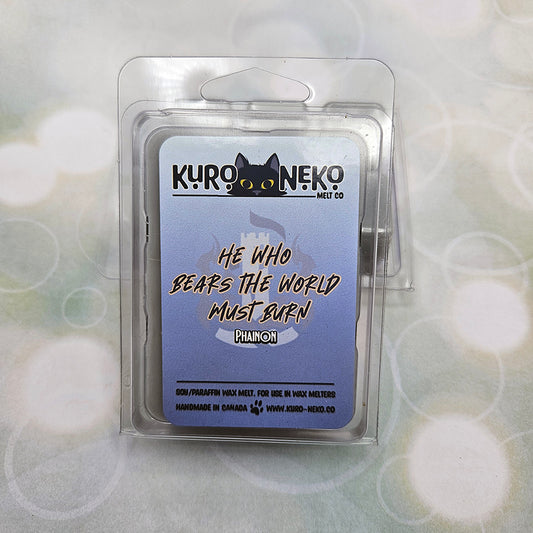 KURO NEKO
MELT CO
HE WHO
BEARS THE WORLD
MUST BURN
PHAINON
SOY/PARAFFIN WAX MELT. FOR USE IN WAX MELTERS
HANDMADE IN CANADA WWW.KURO-NEKO.CO